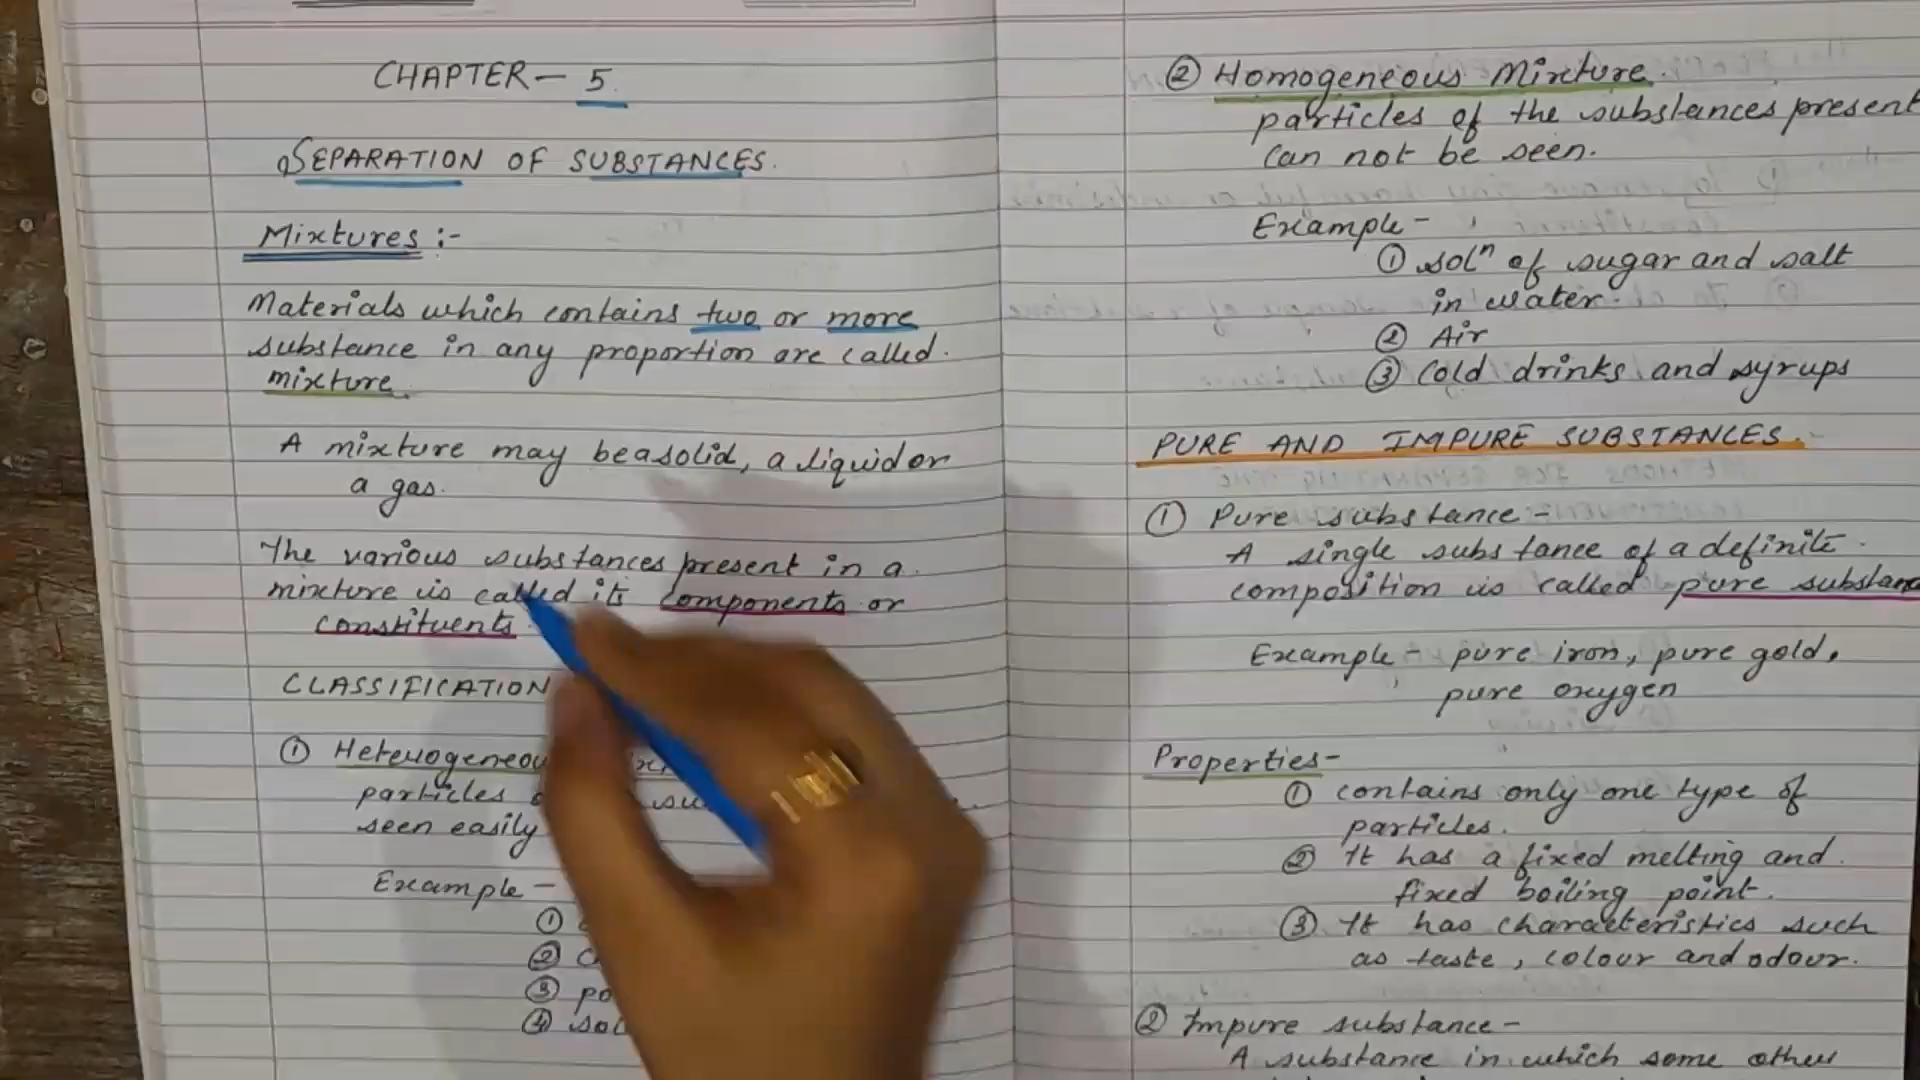 CHAPTER - 5
SEPARATION OF SUBSTANCES.
Mixtures :-
Materials which contains two or more
substance in any proportion are called.
mixture.
A mixture may be a solid, a liquid or
a gas.
The various substances present in a
mixture is called its components or
constituents.
CLASSIFICATION
① Heterogeneou
particles
seen easily
Example -
①
②
③ po
④ sol
② Homogeneous Mixture.
particles of the substances present
can not be seen.
Example -
① solⁿ of sugar and salt
in water.
② Air
③ Cold drinks and syrups
PURE AND IMPURE SUBSTANCES. -
① Pure substance -
A single substance of a definite.
composition is called pure substanc
Example - pure iron, pure gold,
pure oxygen
Properties -
① contains only one type of
particles.
② It has a fixed melting and.
fixed boiling point.
③ It has characteristics such
as taste, colour and odour.
② Impure substance -
A substance in which some other